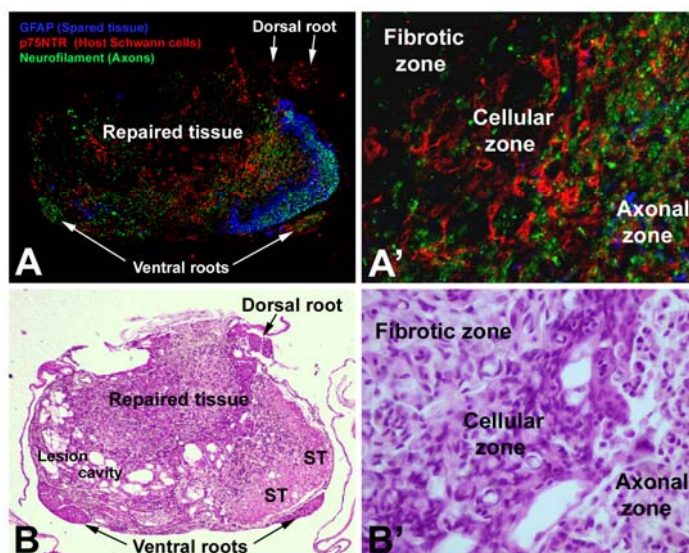 GFAP (Spared tissue)
p75NTR (Host Schwann cells)
Neurofilament (Axons)
Dorsal root
Repaired tissue
Ventral roots
A
Fibrotic
zone
Cellular
zone
Axonal
zone
A'
Dorsal root
Repaired tissue
Lesion
cavity
ST
ST
Ventral roots
B
Fibrotic zone
Cellular
zone
Axonal
zone
B'